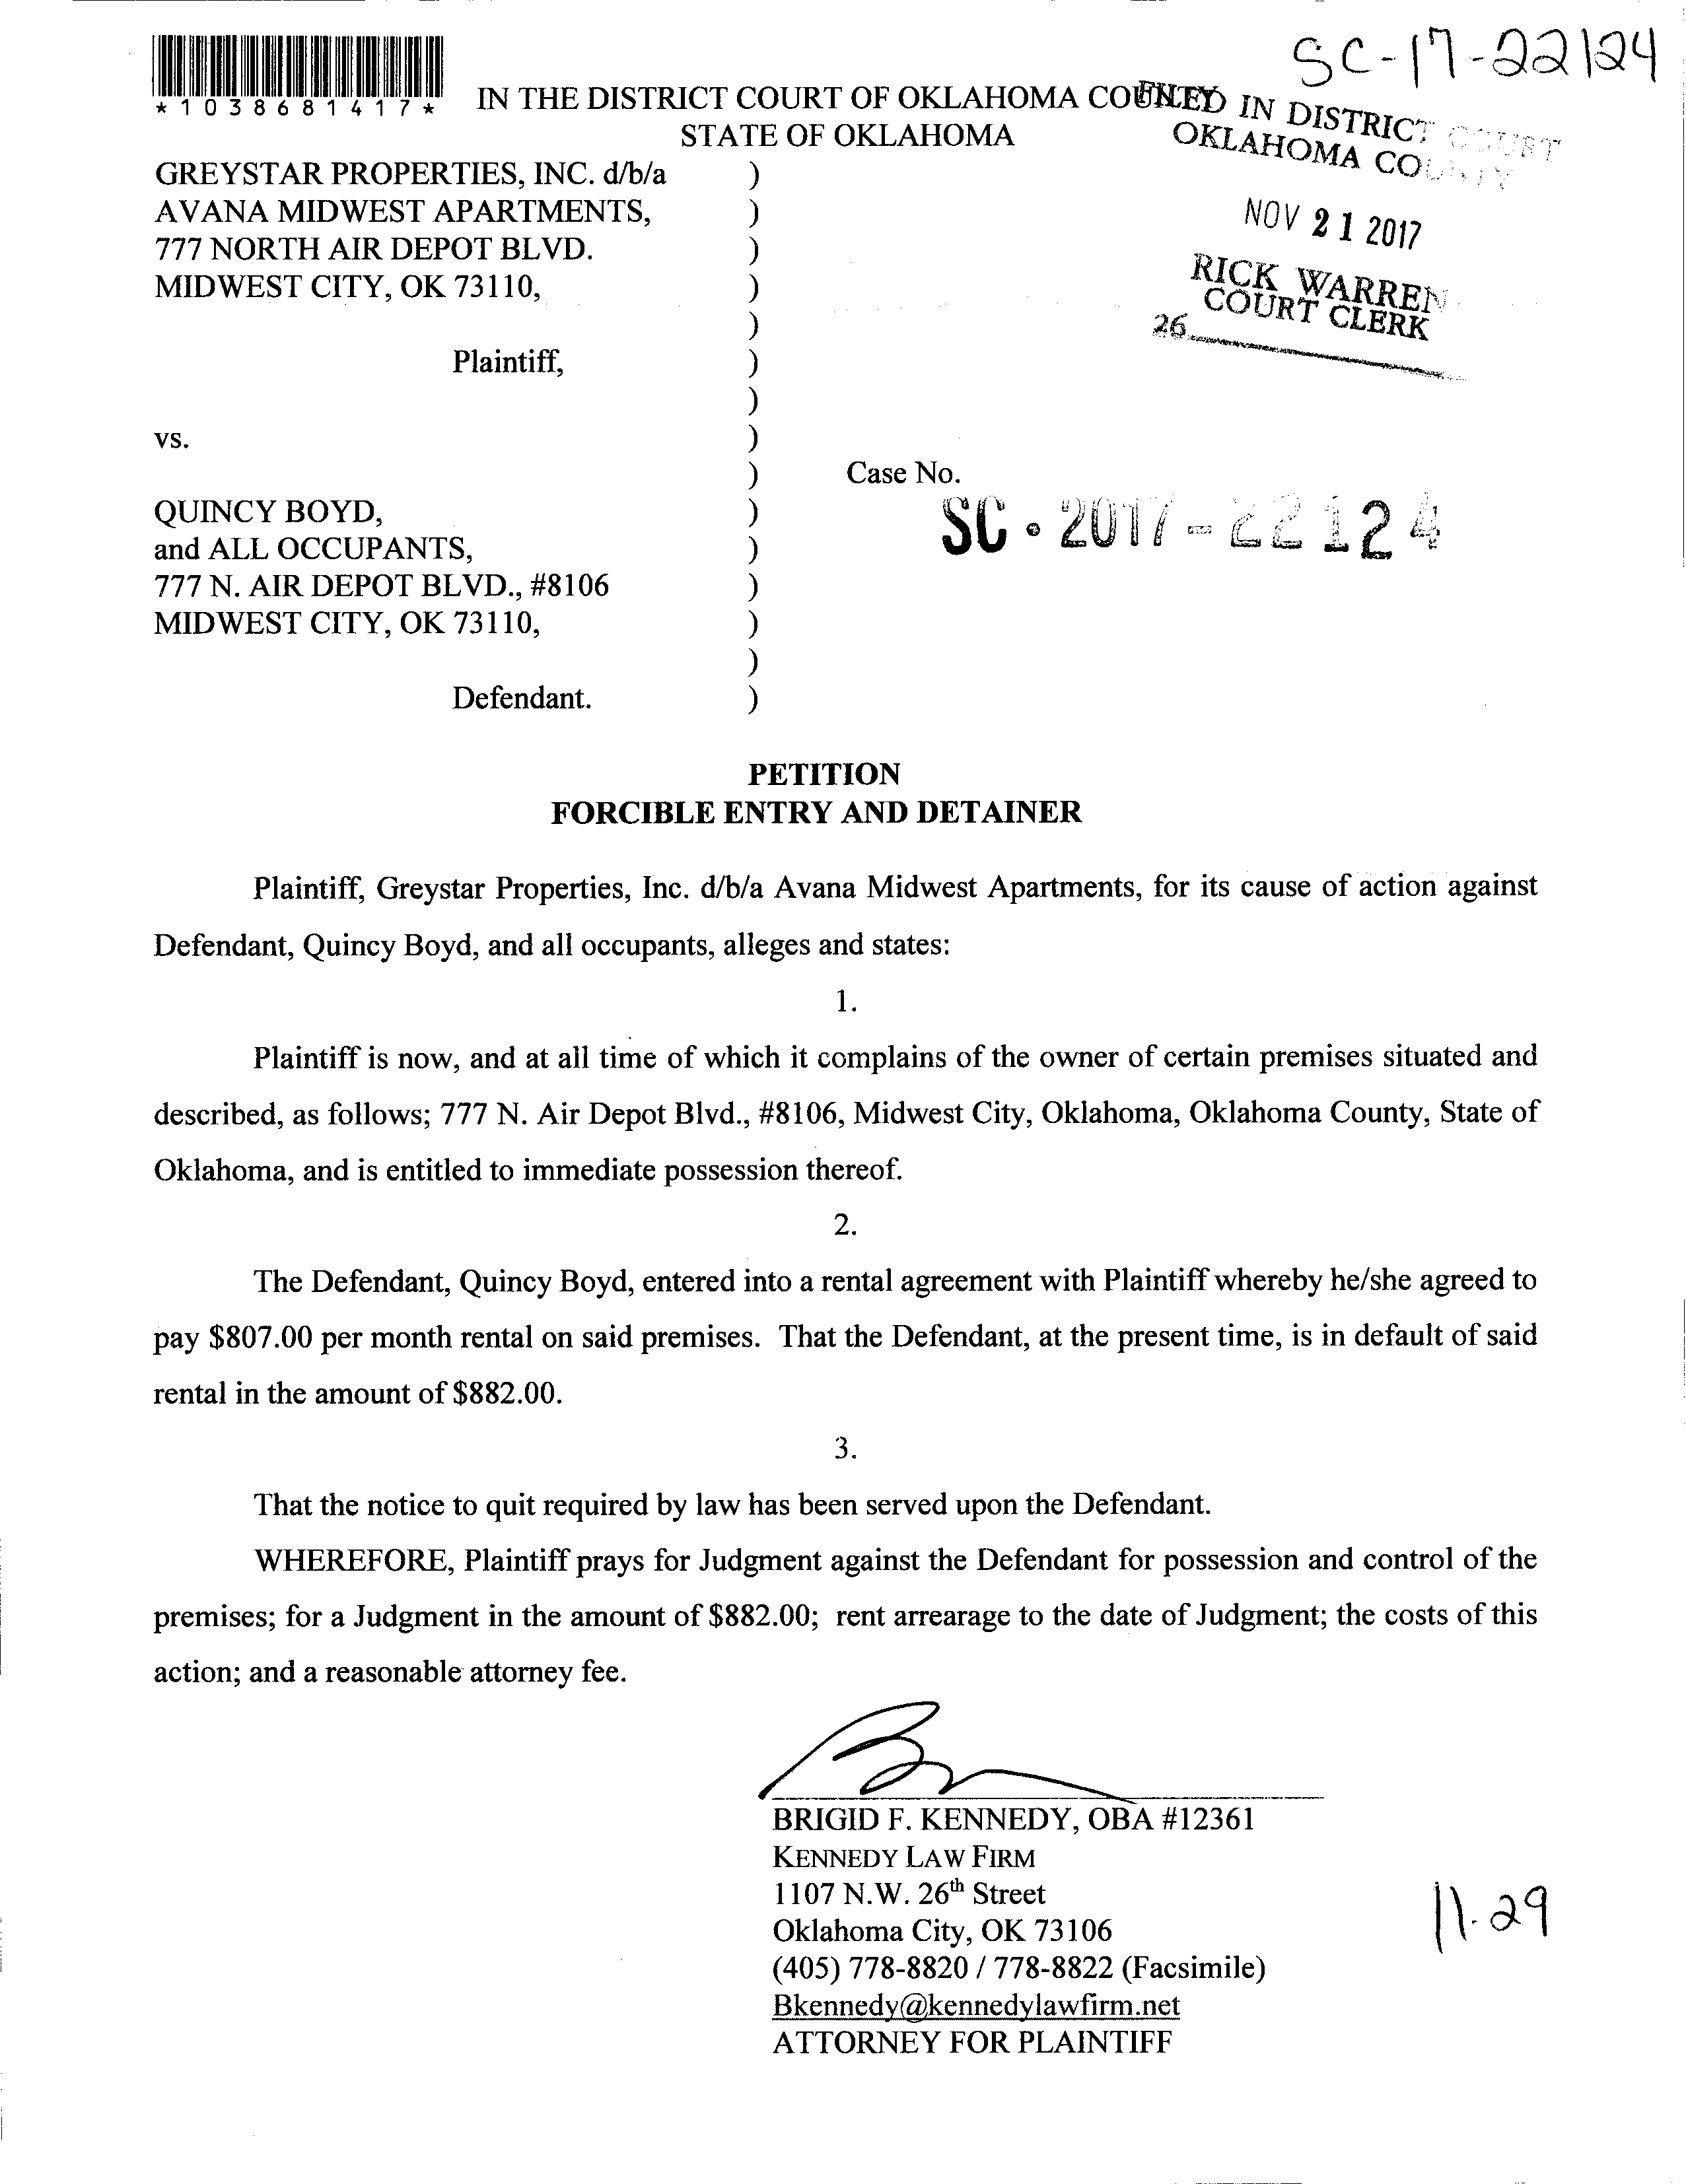 SC-17-22124
*1038681417*
IN THE DISTRICT COURT OF OKLAHOMA COUNTY
STATE OF OKLAHOMA
FILED IN DISTRICT COURT
OKLAHOMA COUNTY
NOV 21 2017
RICK WARREN
COURT CLERK
26
GREYSTAR PROPERTIES, INC. d/b/a )
AVANA MIDWEST APARTMENTS, )
777 NORTH AIR DEPOT BLVD. )
MIDWEST CITY, OK 73110, )
)
Plaintiff, )
)
vs. )
) Case No.
QUINCY BOYD, ) SC-2017-22124
and ALL OCCUPANTS, )
777 N. AIR DEPOT BLVD., #8106 )
MIDWEST CITY, OK 73110, )
)
Defendant. )
PETITION
FORCIBLE ENTRY AND DETAINER
Plaintiff, Greystar Properties, Inc. d/b/a Avana Midwest Apartments, for its cause of action against
Defendant, Quincy Boyd, and all occupants, alleges and states:
1.
Plaintiff is now, and at all time of which it complains of the owner of certain premises situated and
described, as follows; 777 N. Air Depot Blvd., #8106, Midwest City, Oklahoma, Oklahoma County, State of
Oklahoma, and is entitled to immediate possession thereof.
2.
The Defendant, Quincy Boyd, entered into a rental agreement with Plaintiff whereby he/she agreed to
pay $807.00 per month rental on said premises. That the Defendant, at the present time, is in default of said
rental in the amount of $882.00.
3.
That the notice to quit required by law has been served upon the Defendant.
WHEREFORE, Plaintiff prays for Judgment against the Defendant for possession and control of the
premises; for a Judgment in the amount of $882.00; rent arrearage to the date of Judgment; the costs of this
action; and a reasonable attorney fee.
BRIGID F. KENNEDY, OBA #12361
KENNEDY LAW FIRM
1107 N.W. 26th Street
Oklahoma City, OK 73106
(405) 778-8820 / 778-8822 (Facsimile)
Bkennedy@kennedylawfirm.net
ATTORNEY FOR PLAINTIFF
11-29